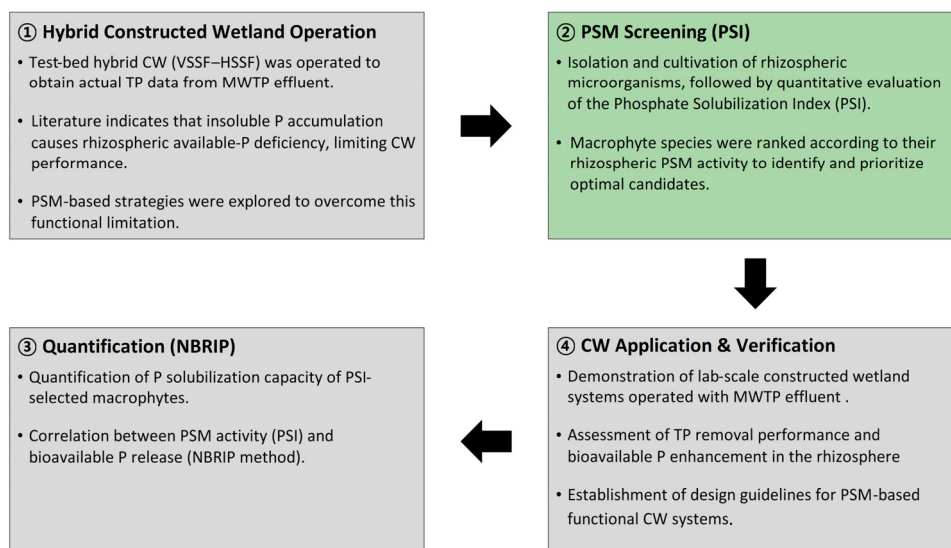 ① Hybrid Constructed Wetland Operation
• Test-bed hybrid CW (VSSF–HSSF) was operated to
obtain actual TP data from MWTP effluent.
• Literature indicates that insoluble P accumulation
causes rhizospheric available-P deficiency, limiting CW
performance.
• PSM-based strategies were explored to overcome this
functional limitation.
② PSM Screening (PSI)
• Isolation and cultivation of rhizospheric
microorganisms, followed by quantitative evaluation
of the Phosphate Solubilization Index (PSI).
• Macrophyte species were ranked according to their
rhizospheric PSM activity to identify and prioritize
optimal candidates.
③ Quantification (NBRIP)
• Quantification of P solubilization capacity of PSI-
selected macrophytes.
• Correlation between PSM activity (PSI) and
bioavailable P release (NBRIP method).
④ CW Application & Verification
• Demonstration of lab-scale constructed wetland
systems operated with MWTP effluent .
• Assessment of TP removal performance and
bioavailable P enhancement in the rhizosphere
• Establishment of design guidelines for PSM-based
functional CW systems.